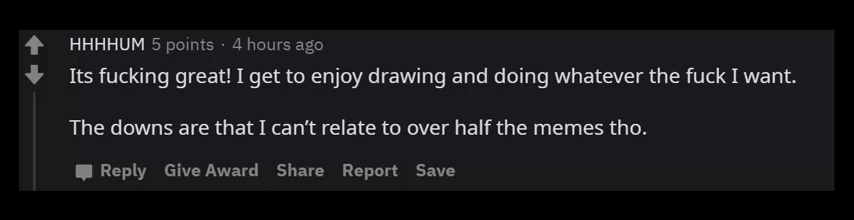 HHHHUM 5 points · 4 hours ago
Its fucking great! I get to enjoy drawing and doing whatever the fuck I want.
The downs are that I can't relate to over half the memes tho.
Reply Give Award Share Report Save